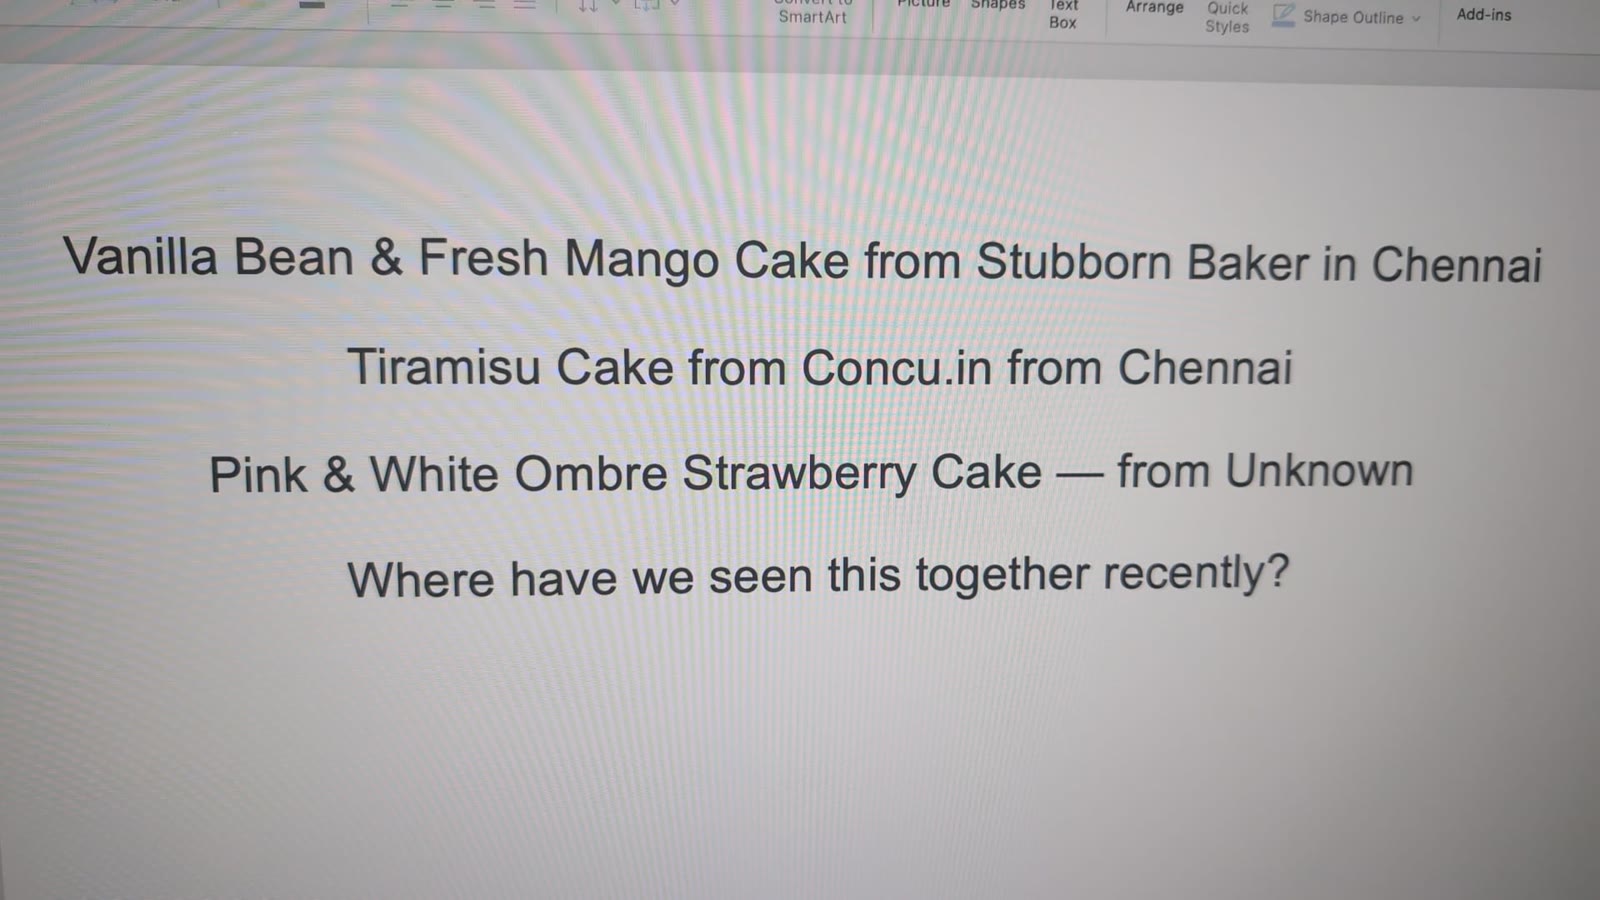 SmartArt
Picture
Shapes
Text
Box
Arrange
Quick
Styles
Shape Outline
Add-ins
Vanilla Bean & Fresh Mango Cake from Stubborn Baker in Chennai
Tiramisu Cake from Concu.in from Chennai
Pink & White Ombre Strawberry Cake — from Unknown
Where have we seen this together recently?